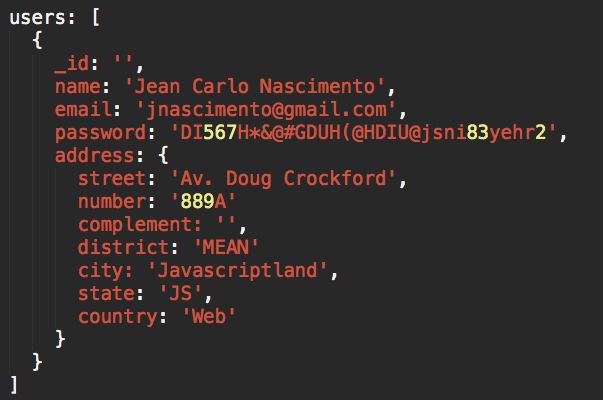 users: [
  {
    _id: '',
    name: 'Jean Carlo Nascimento',
    email: 'jnascimento@gmail.com',
    password: 'DI567H*&@#GDUH(@HDIU@jsni83yehr2',
    address: {
      street: 'Av. Doug Crockford',
      number: '889A'
      complement: '',
      district: 'MEAN'
      city: 'Javascriptland',
      state: 'JS',
      country: 'Web'
    }
  }
]